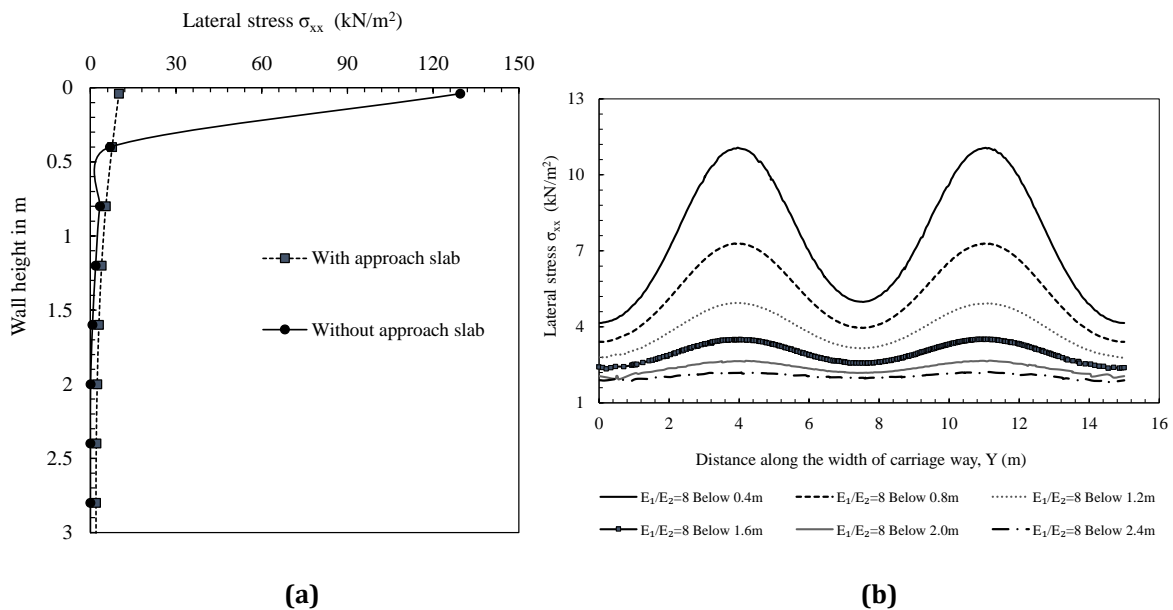 Lateral stress σxx (kN/m²)
0 30 60 90 120 150
0
0.5
1
1.5
2
2.5
3
Wall height in m
With approach slab
Without approach slab
(a)
13
11
9
7
4
1
Lateral stress σxx (kN/m²)
0 2 4 6 8 10 12 14 16
Distance along the width of carriage way, Y (m)
E₁/E₂=8 Below 0.4m E₁/E₂=8 Below 0.8m E₁/E₂=8 Below 1.2m
E₁/E₂=8 Below 1.6m E₁/E₂=8 Below 2.0m E₁/E₂=8 Below 2.4m
(b)